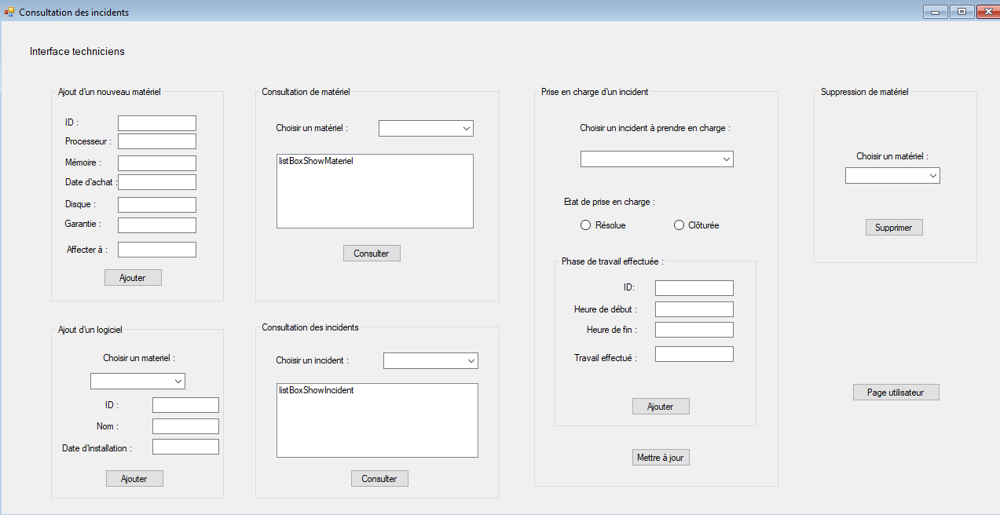 Consultation des incidents
Interface techniciens
Ajout d'un nouveau matériel
ID :
Processeur :
Mémoire :
Date d'achat :
Disque :
Garantie :
Affecter à :
Ajouter
Consultation de matériel
Choisir un matériel :
listBoxShowMateriel
Consulter
Prise en charge d'un incident
Choisir un incident à prendre en charge :
Etat de prise en charge :
Résolue
Clôturée
Phase de travail effectuée :
ID:
Heure de début :
Heure de fin :
Travail effectué :
Ajouter
Mettre à jour
Suppression de matériel
Choisir un matériel :
Supprimer
Ajout d'un logiciel
Choisir un materiel :
ID :
Nom :
Date d'installation :
Ajouter
Consultation des incidents
Choisir un incident :
listBoxShowIncident
Consulter
Page utilisateur